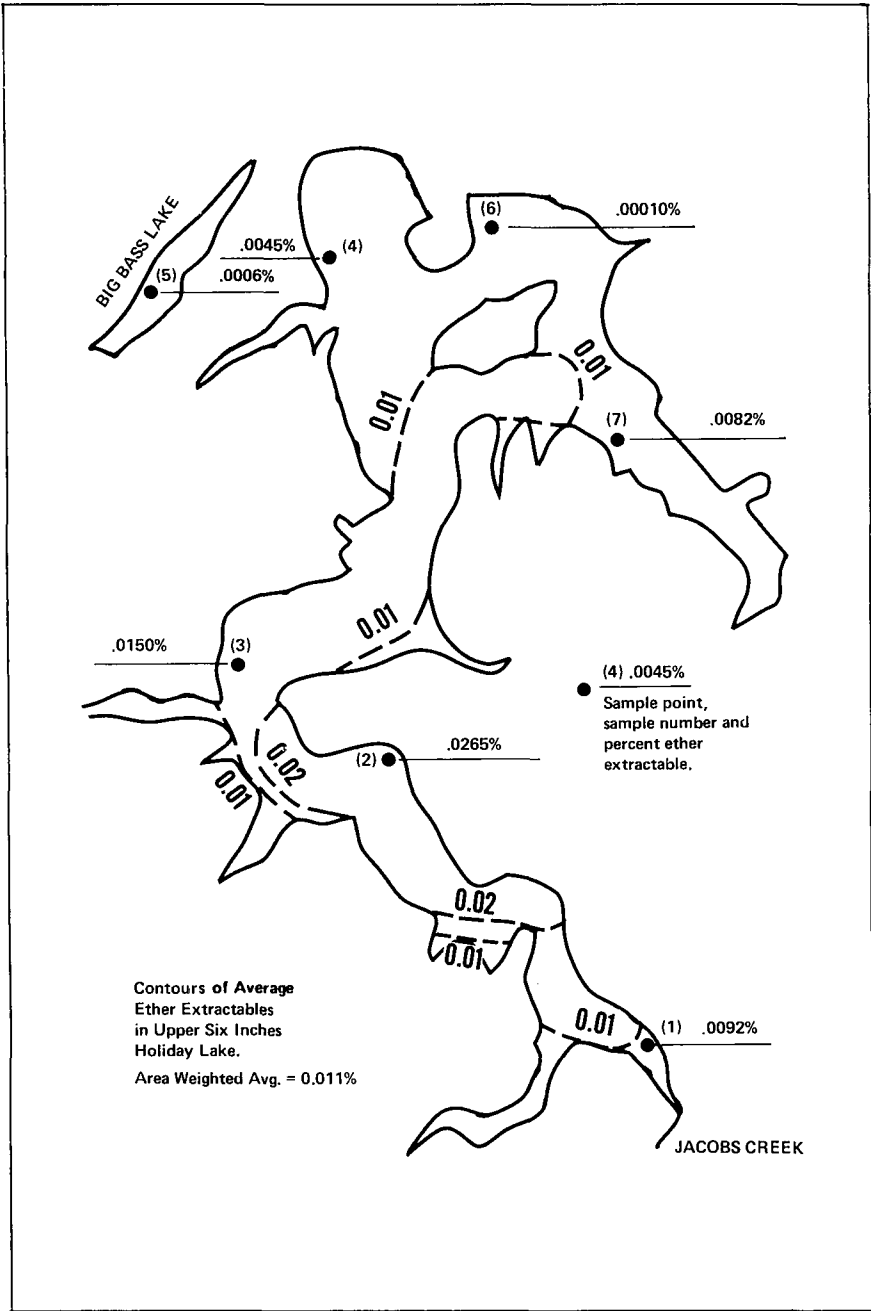 BIG BASS LAKE
(5) .0006%
.0045% (4)
(6) .00010%
0.01
0.01
(7) .0082%
0.01
.0150% (3)
(4) .0045%
Sample point,
sample number and
percent ether
extractable.
(2) .0265%
0.02
0.01
0.02
0.01
Contours of Average
Ether Extractables
in Upper Six Inches
Holiday Lake.
Area Weighted Avg. = 0.011%
0.01
(1) .0092%
JACOBS CREEK